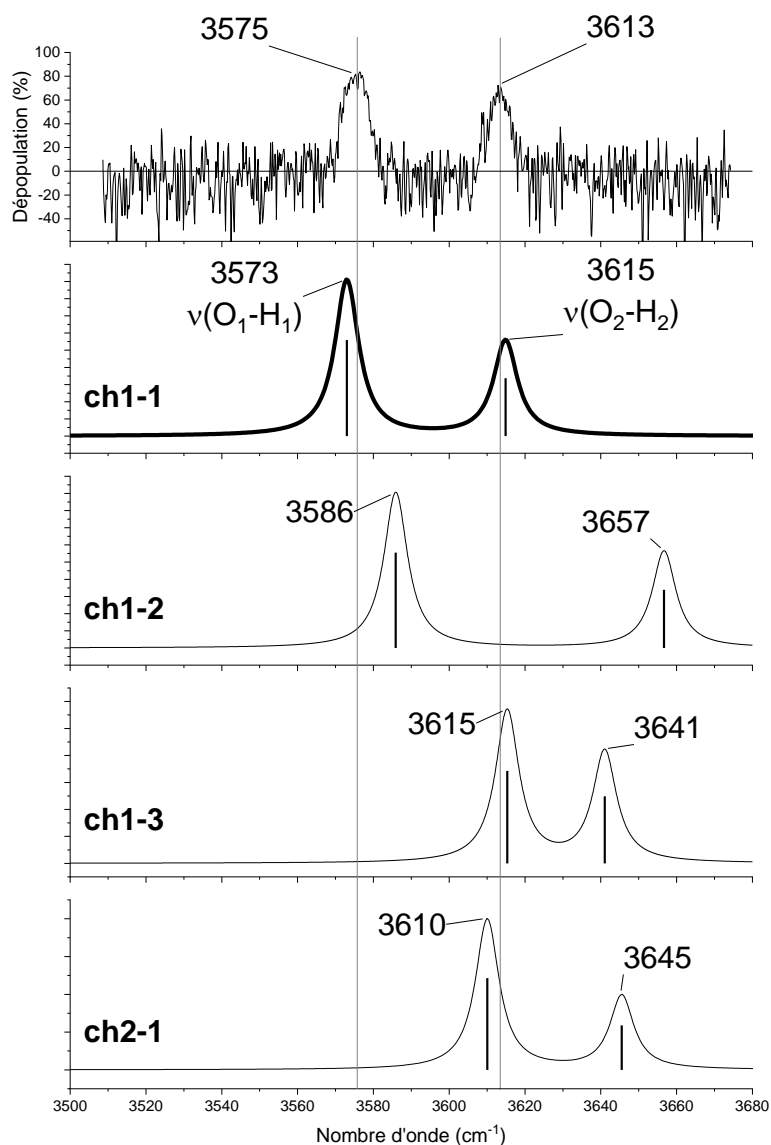 3575
3613
100
80
60
40
20
0
-20
-40
Dépopulation (%)
3573
ν(O₁-H₁)
3615
ν(O₂-H₂)
ch1-1
3586
3657
ch1-2
3615
3641
ch1-3
3610
3645
ch2-1
3500 3520 3540 3560 3580 3600 3620 3640 3660 3680
Nombre d'onde (cm⁻¹)